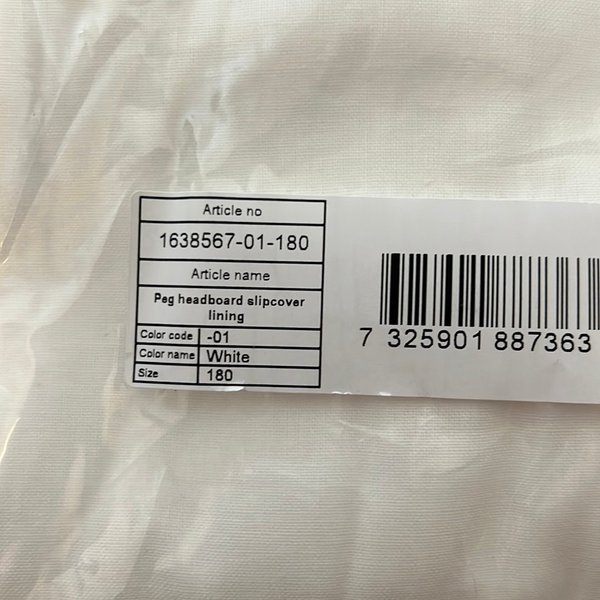 Article no
1638567-01-180
Article name
Peg headboard slipcover
lining
Color code -01
Color name White
Size 180
7 325901 887363